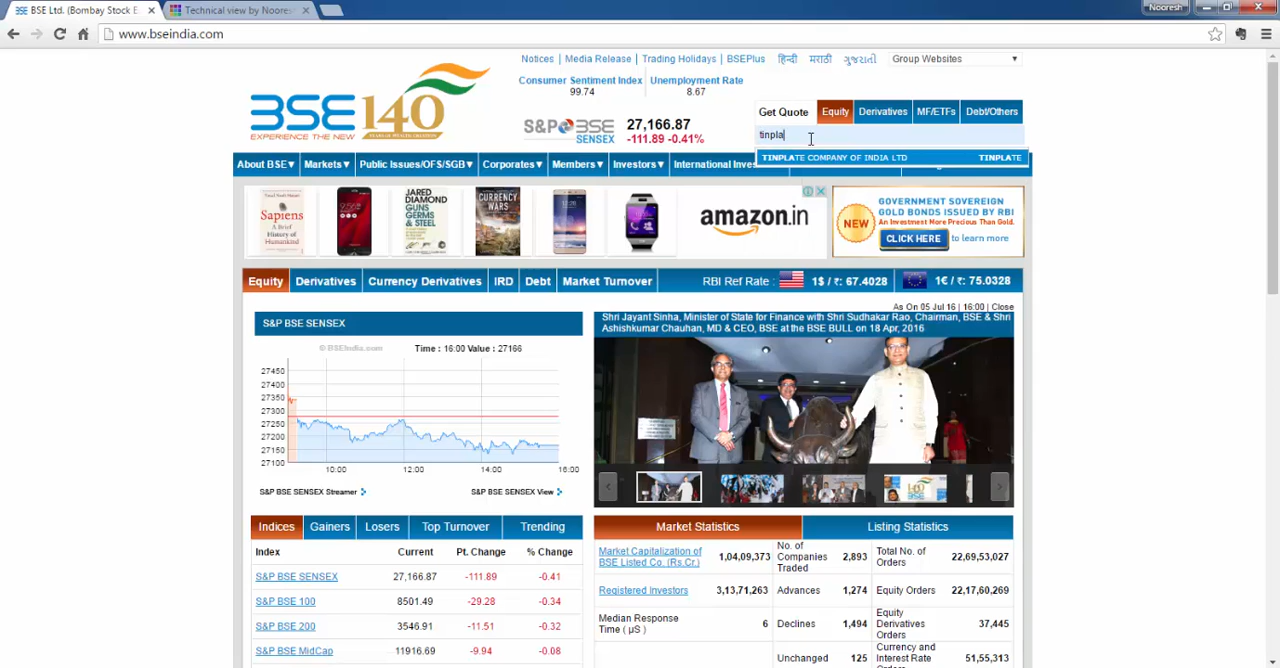 BSE Ltd. (Bombay Stock E
Technical view by Noores
Nooresh
www.bseindia.com
Notices | Media Release | Trading Holidays | BSEPlus हिन्दी मराठी ગુજરાતી Group Websites
Consumer Sentiment Index
99.74
Unemployment Rate
8.67
BSE 140
EXPERIENCE THE NEW
YEARS OF WEALTH CREATION
S&P BSE
SENSEX
27,166.87
-111.89 -0.41%
Get Quote Equity Derivatives MF/ETFs Debt/Others
tinpla
TINPLATE COMPANY OF INDIA LTD TINPLATE
About BSE▾ Markets▾ Public Issues/OFS/SGB▾ Corporates▾ Members▾ Investors▾ International Inves
Sapiens
A Brief
History of
Humankind
JARED
DIAMOND
GUNS
GERMS
& STEEL
CURRENCY
WARS
amazon.in
NEW
GOVERNMENT SOVEREIGN
GOLD BONDS ISSUED BY RBI
An Investment More Precious Than Gold.
CLICK HERE to learn more
Equity Derivatives Currency Derivatives IRD Debt Market Turnover RBI Ref Rate : 1$ / ₹: 67.4028 1€ / ₹: 75.0328
As On 05 Jul 16 | 16:00 | Close
S&P BSE SENSEX
© BSEIndia.com Time : 16:00 Value : 27166
27450
27400
27350
27300
27250
27200
27150
27100
10:00 12:00 14:00 16:00
S&P BSE SENSEX Streamer S&P BSE SENSEX View
Shri Jayant Sinha, Minister of State for Finance with Shri Sudhakar Rao, Chairman, BSE & Shri
Ashishkumar Chauhan, MD & CEO, BSE at the BSE BULL on 18 Apr, 2016
Indices Gainers Losers Top Turnover Trending
Index Current Pt. Change % Change
S&P BSE SENSEX 27,166.87 -111.89 -0.41
S&P BSE 100 8501.49 -29.28 -0.34
S&P BSE 200 3546.91 -11.51 -0.32
S&P BSE MidCap 11916.69 -9.94 -0.08
Market Statistics Listing Statistics
Market Capitalization of
BSE Listed Co. (Rs.Cr.) 1,04,09,373
No. of
Companies
Traded 2,893
Total No. of
Orders 22,69,53,027
Registered Investors 3,13,71,263 Advances 1,274 Equity Orders 22,17,60,269
Median Response
Time ( µS ) 6 Declines 1,494
Equity
Derivatives
Orders 37,445
Unchanged 125
Currency and
Interest Rate 51,55,313